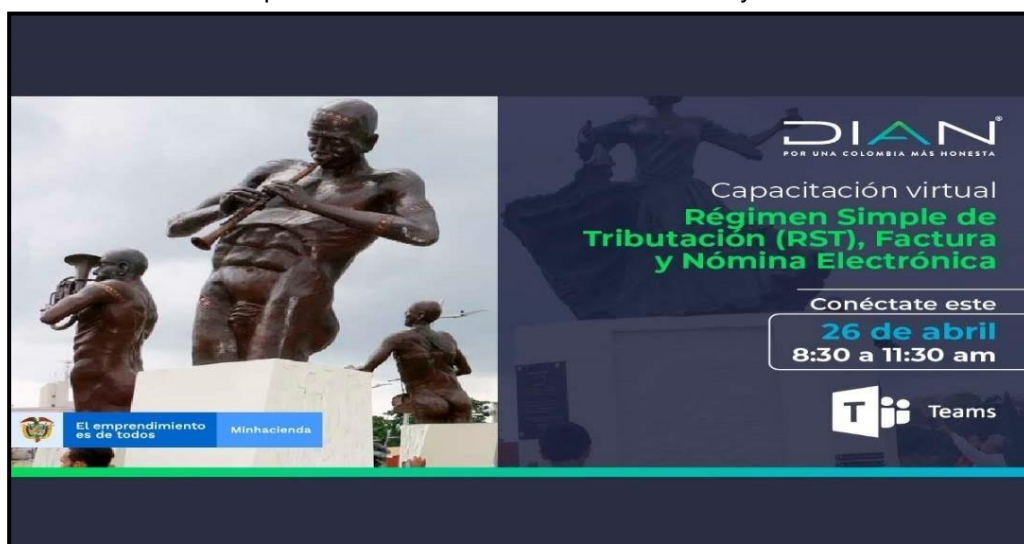 DIAN®
POR UNA COLOMBIA MÁS HONESTA
Capacitación virtual
Régimen Simple de
Tributación (RST), Factura
y Nómina Electrónica
Conéctate este
26 de abril
8:30 a 11:30 am
T Teams
El emprendimiento
es de todos
Minhacienda